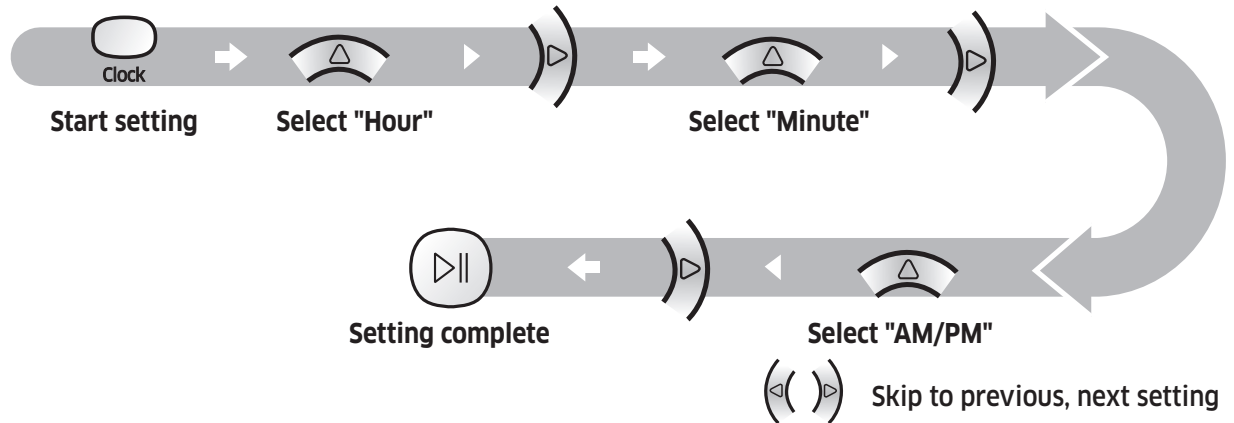 Clock
Start setting
Select "Hour"
Select "Minute"
Setting complete
Select "AM/PM"
Skip to previous, next setting